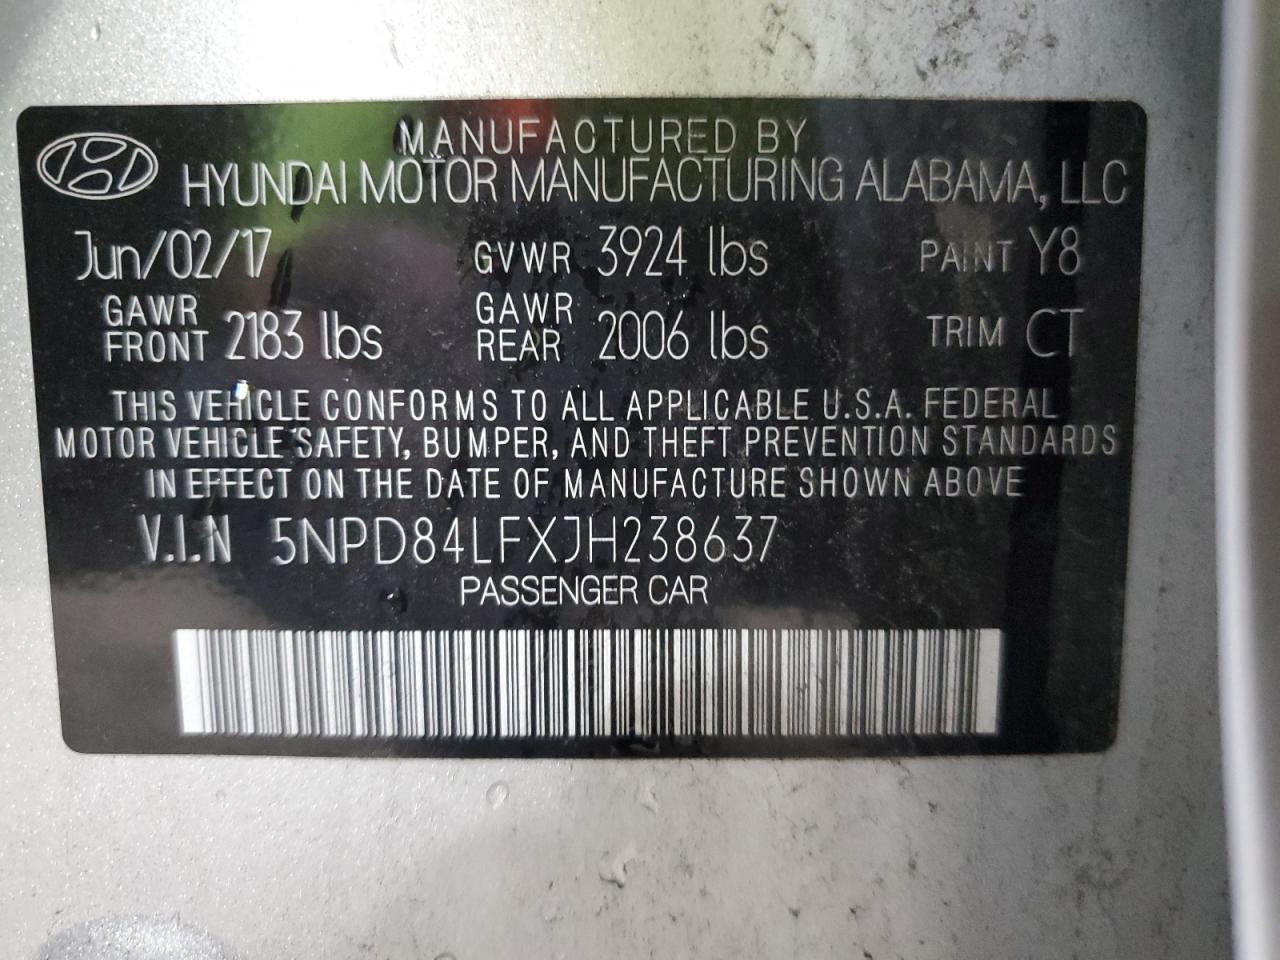 MANUFACTURED BY
HYUNDAI MOTOR MANUFACTURING ALABAMA, LLC
Jun/02/17 GVWR 3924 lbs PAINT Y8
GAWR FRONT 2183 lbs GAWR REAR 2006 lbs TRIM CT
THIS VEHICLE CONFORMS TO ALL APPLICABLE U.S.A. FEDERAL
MOTOR VEHICLE SAFETY, BUMPER, AND THEFT PREVENTION STANDARDS
IN EFFECT ON THE DATE OF MANUFACTURE SHOWN ABOVE
V.I.N 5NPD84LFXJH238637
PASSENGER CAR